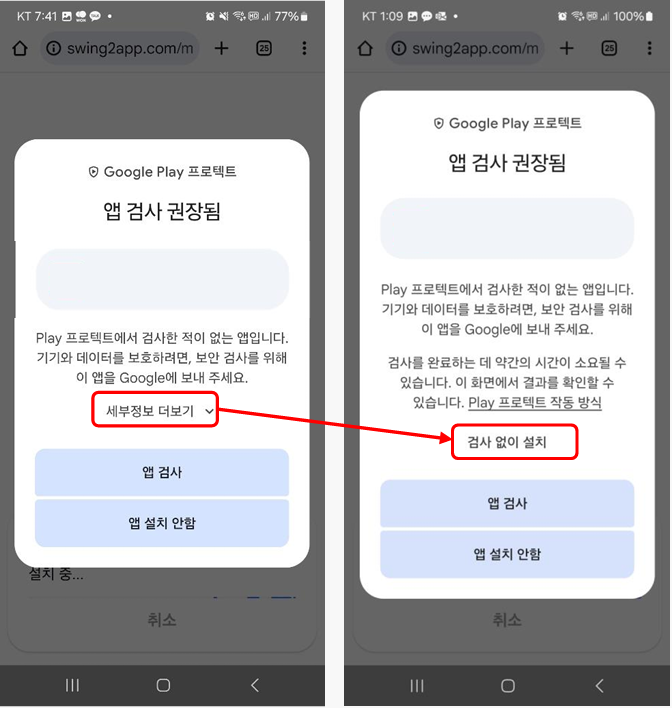 KT 7:41
77%
swing2app.com/m
25
Google Play 프로텍트
앱 검사 권장됨
Play 프로텍트에서 검사한 적이 없는 앱입니다.
기기와 데이터를 보호하려면, 보안 검사를 위해
이 앱을 Google에 보내 주세요.
세부정보 더보기
앱 검사
앱 설치 안함
설치 중...
취소
KT 1:09
100%
swing2app.com/m
25
Google Play 프로텍트
앱 검사 권장됨
Play 프로텍트에서 검사한 적이 없는 앱입니다.
기기와 데이터를 보호하려면, 보안 검사를 위해
이 앱을 Google에 보내 주세요.
검사를 완료하는 데 약간의 시간이 소요될 수
있습니다. 이 화면에서 결과를 확인할 수
있습니다. Play 프로텍트 작동 방식
검사 없이 설치
앱 검사
앱 설치 안함
취소